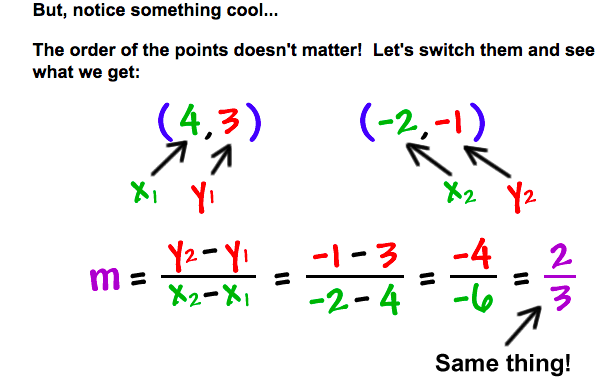 But, notice something cool...
The order of the points doesn't matter! Let's switch them and see
what we get:
(4,3) (-2,-1)
x1 y1 x2 y2
m = y2-y1 / x2-x1 = -1-3 / -2-4 = -4 / -6 = 2 / 3
Same thing!